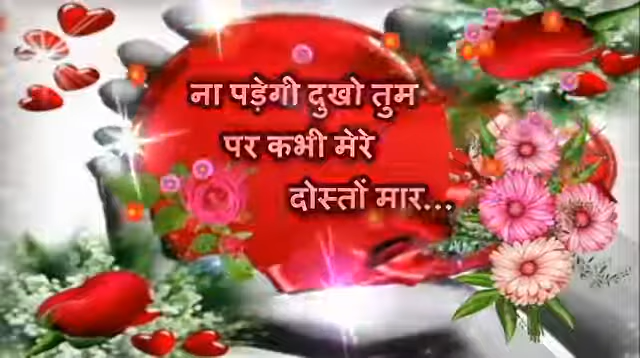 ना पड़ेगी दुखो तुम
पर कभी मेरे
दोस्तों मार...